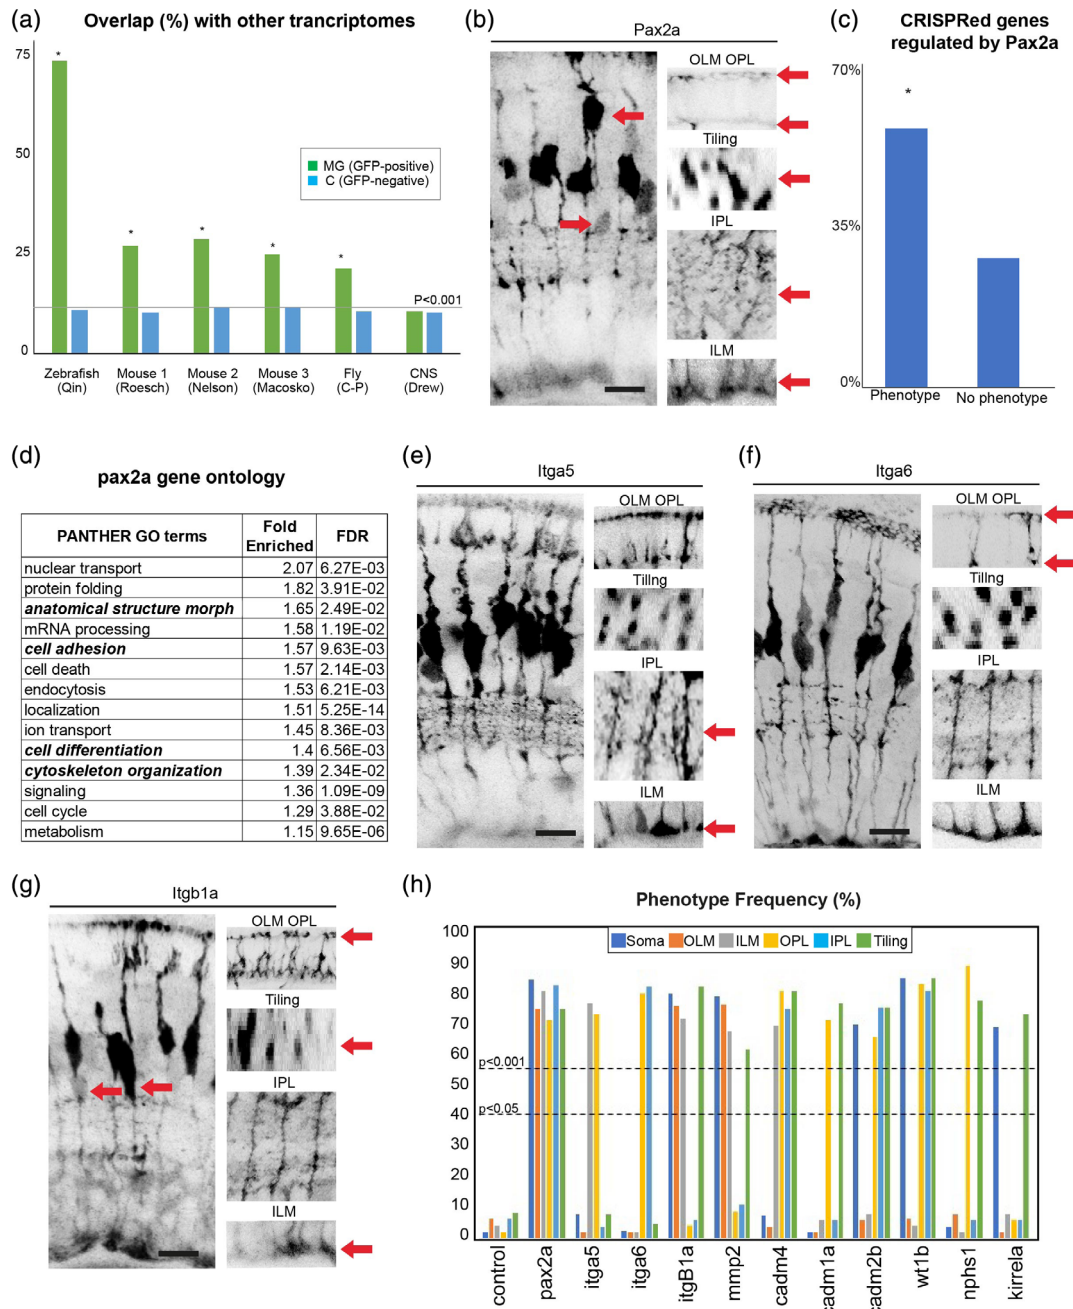 (a)
Overlap (%) with other trancriptomes
75
50
25
0
MG (GFP-positive)
C (GFP-negative)
P<0.001
*
*
*
*
*
Zebrafish (Qin)
Mouse 1 (Roesch)
Mouse 2 (Nelson)
Mouse 3 (Macosko)
Fly (C-P)
CNS (Drew)
(b)
Pax2a
OLM OPL
Tiling
IPL
ILM
(c)
CRISPRed genes
regulated by Pax2a
70%
35%
0%
*
Phenotype
No phenotype
(d)
pax2a gene ontology
PANTHER GO terms Fold Enriched FDR
nuclear transport 2.07 6.27E-03
protein folding 1.82 3.91E-02
anatomical structure morph 1.65 2.49E-02
mRNA processing 1.58 1.19E-02
cell adhesion 1.57 9.63E-03
cell death 1.57 2.14E-03
endocytosis 1.53 6.21E-03
localization 1.51 5.25E-14
ion transport 1.45 8.36E-03
cell differentiation 1.4 6.56E-03
cytoskeleton organization 1.39 2.34E-02
signaling 1.36 1.09E-09
cell cycle 1.29 3.88E-02
metabolism 1.15 9.65E-06
(e)
Itga5
OLM OPL
Tillng
IPL
ILM
(f)
Itga6
OLM OPL
Tillng
IPL
ILM
(g)
Itgb1a
OLM OPL
Tiling
IPL
ILM
(h)
Phenotype Frequency (%)
100
90
80
70
60
50
40
30
20
10
0
Soma OLM ILM OPL IPL Tiling
p<0.001
p<0.05
control
pax2a
itga5
itga6
itgB1a
mmp2
cadm4
cadm1a
cadm2b
wt1b
nphs1
kirrela